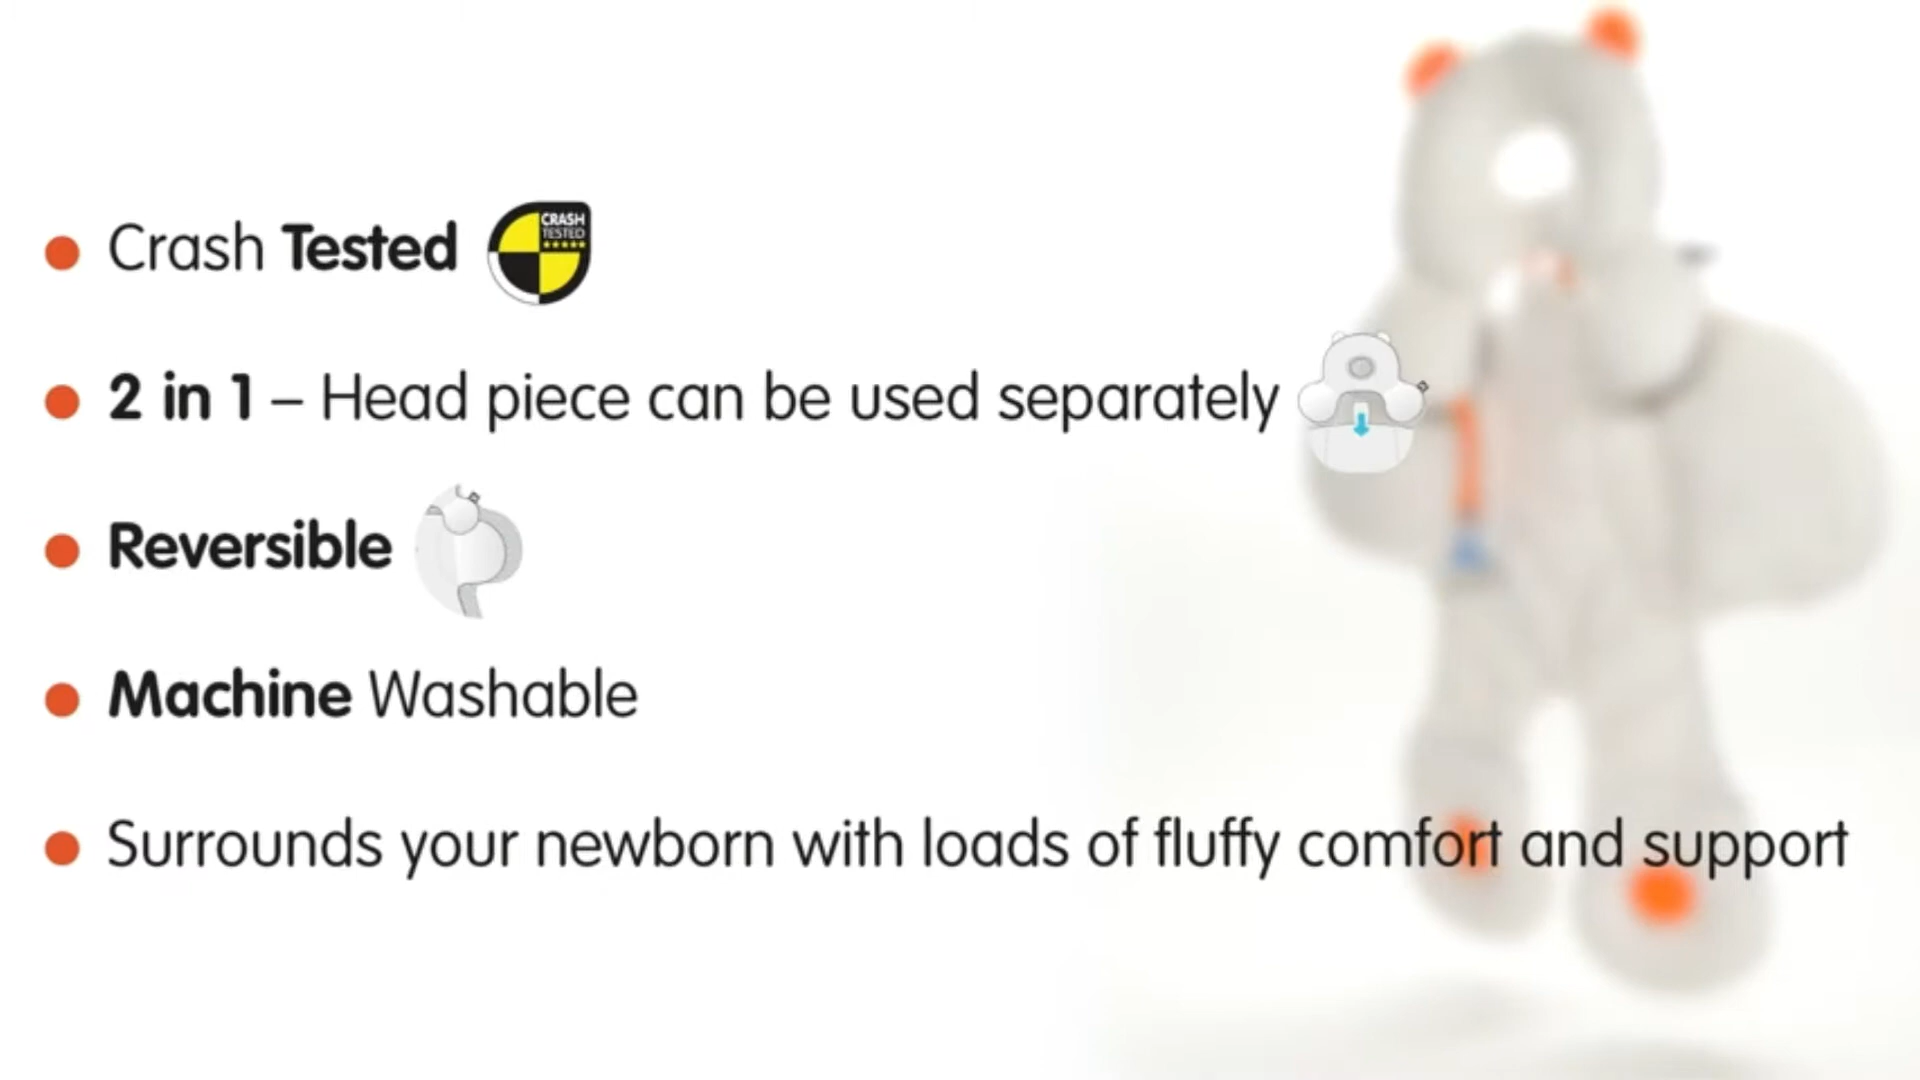 Crash Tested
CRASH
TESTED
2 in 1 – Head piece can be used separately
Reversible
Machine Washable
Surrounds your newborn with loads of fluffy comfort and support